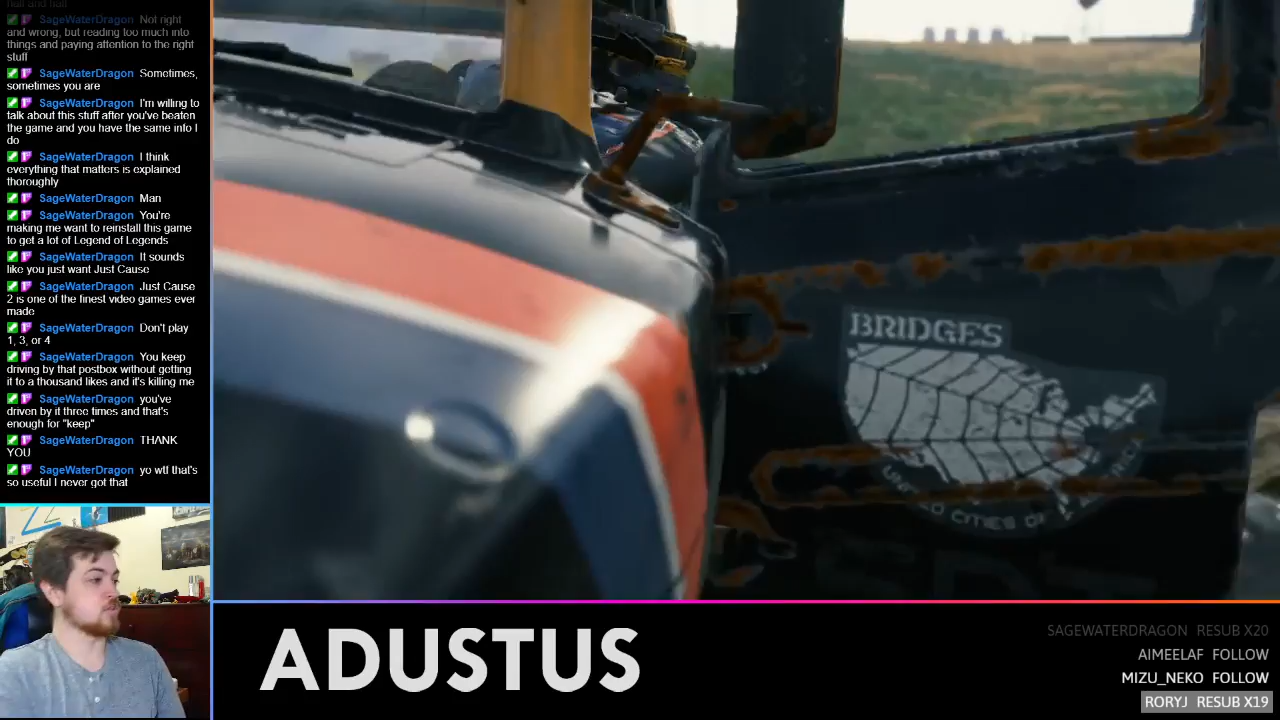 half and half
SageWaterDragon Not right
and wrong, but reading too much into
things and paying attention to the right
stuff
SageWaterDragon Sometimes,
sometimes you are
SageWaterDragon I'm willing to
talk about this stuff after you've beaten
the game and you have the same info I
do
SageWaterDragon I think
everything that matters is explained
thoroughly
SageWaterDragon Man
SageWaterDragon You're
making me want to reinstall this game
to get a lot of Legend of Legends
SageWaterDragon It sounds
like you just want Just Cause
SageWaterDragon Just Cause
2 is one of the finest video games ever
made
SageWaterDragon Don't play
1, 3, or 4
SageWaterDragon You keep
driving by that postbox without getting
it to a thousand likes and it's killing me
SageWaterDragon you've
driven by it three times and that's
enough for "keep"
SageWaterDragon THANK
YOU
SageWaterDragon yo wtf that's
so useful I never got that
BRIDGES
UNITED CITIES OF
ADUSTUS
SAGEWATERDRAGON RESUB X20
AIMEELAF FOLLOW
MIZU_NEKO FOLLOW
RORYJ RESUB X19